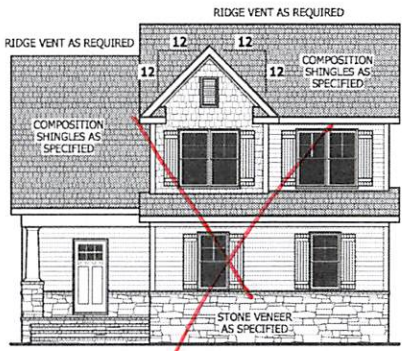 RIDGE VENT AS REQUIRED
RIDGE VENT AS REQUIRED
12 12
12 12
COMPOSITION
SHINGLES AS
SPECIFIED
COMPOSITION
SHINGLES AS
SPECIFIED
STONE VENEER
AS SPECIFIED